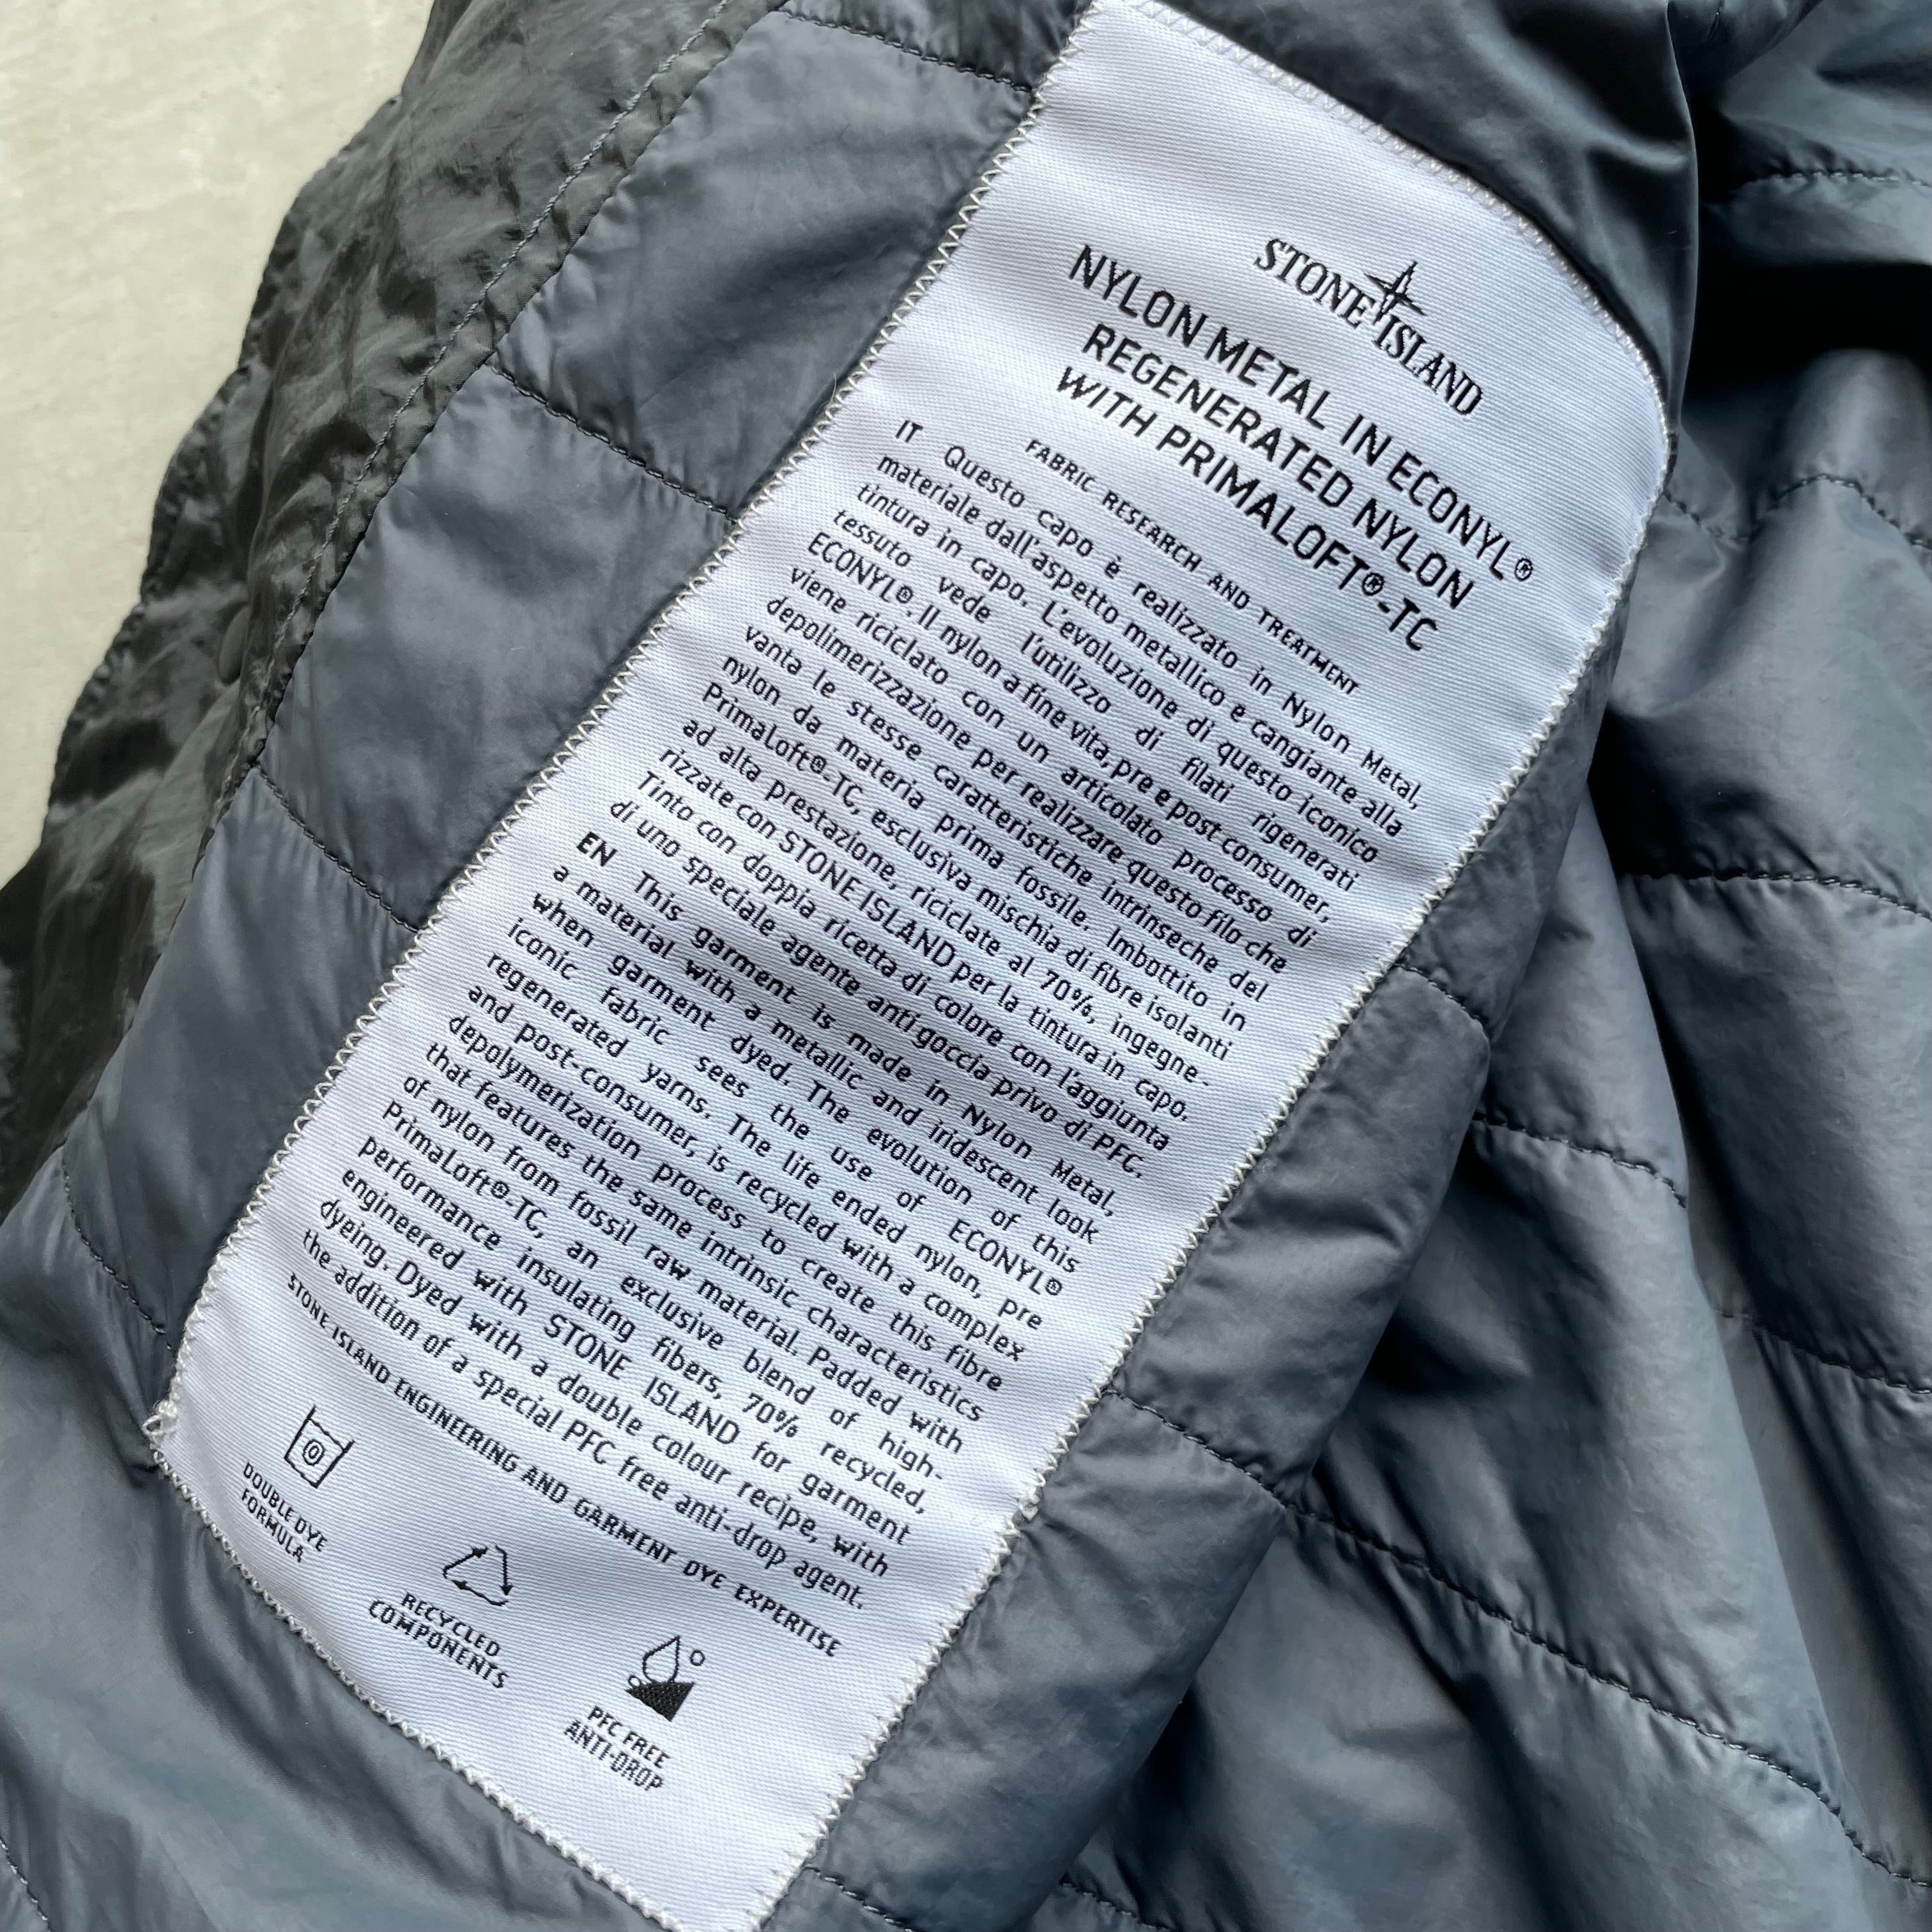 STONE ISLAND
NYLON METAL IN ECONYL®
REGENERATED NYLON
WITH PRIMALOFT®-TC
FABRIC RESEARCH AND TREATMENT
IT Questo capo è realizzato in Nylon Metal,
materiale dall'aspetto metallico e cangiante alla
tintura in capo. L'evoluzione di questo iconico
tessuto vede l'utilizzo di filati rigenerati
ECONYL®. Il nylon a fine vita, pre e post-consumer,
viene riciclato con un articolato processo di
depolimerizzazione per realizzare questo filo che
vanta le stesse caratteristiche intrinseche del
nylon da materia prima fossile. Imbottito in
PrimaLoft®-TC, esclusiva mischia di fibre isolanti
ad alta prestazione, riciclate al 70%, ingegne-
rizzate con STONE ISLAND per la tintura in capo.
Tinto con doppia ricetta di colore con l'aggiunta
di uno speciale agente anti-goccia privo di PFC.
EN This garment is made in Nylon Metal,
a material with a metallic and iridescent look
when garment dyed. The evolution of this
iconic fabric sees the use of ECONYL®
regenerated yarns. The life ended nylon, pre
and post-consumer, is recycled with a complex
depolymerization process to create this fibre
that features the same intrinsic characteristics
of nylon from fossil raw material. Padded with
PrimaLoft®-TC, an exclusive blend of high-
performance insulating fibers, 70% recycled,
engineered with STONE ISLAND for garment
dyeing. Dyed with a double colour recipe, with
the addition of a special PFC free anti-drop agent.
STONE ISLAND ENGINEERING AND GARMENT DYE EXPERTISE
DOUBLE DYE
FORMULA
RECYCLED
COMPONENTS
PFC FREE
ANTI-DROP